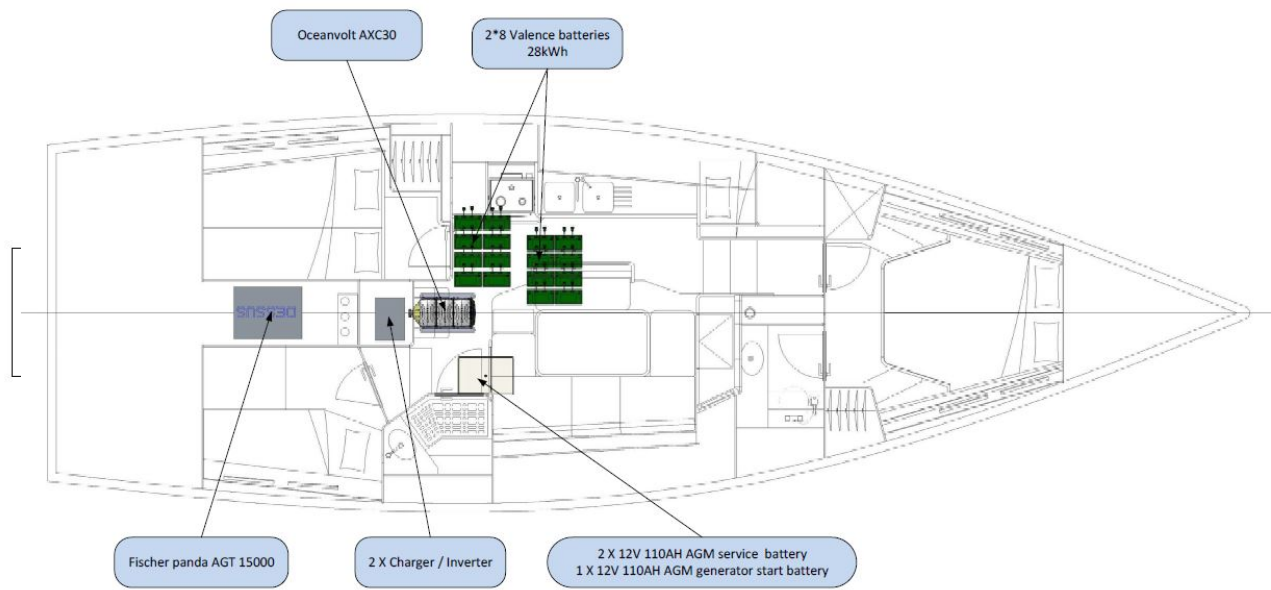 Oceanvolt AXC30
2*8 Valence batteries
28kWh
DESSUS
Fischer panda AGT 15000
2 X Charger / Inverter
2 X 12V 110AH AGM service battery
1 X 12V 110AH AGM generator start battery